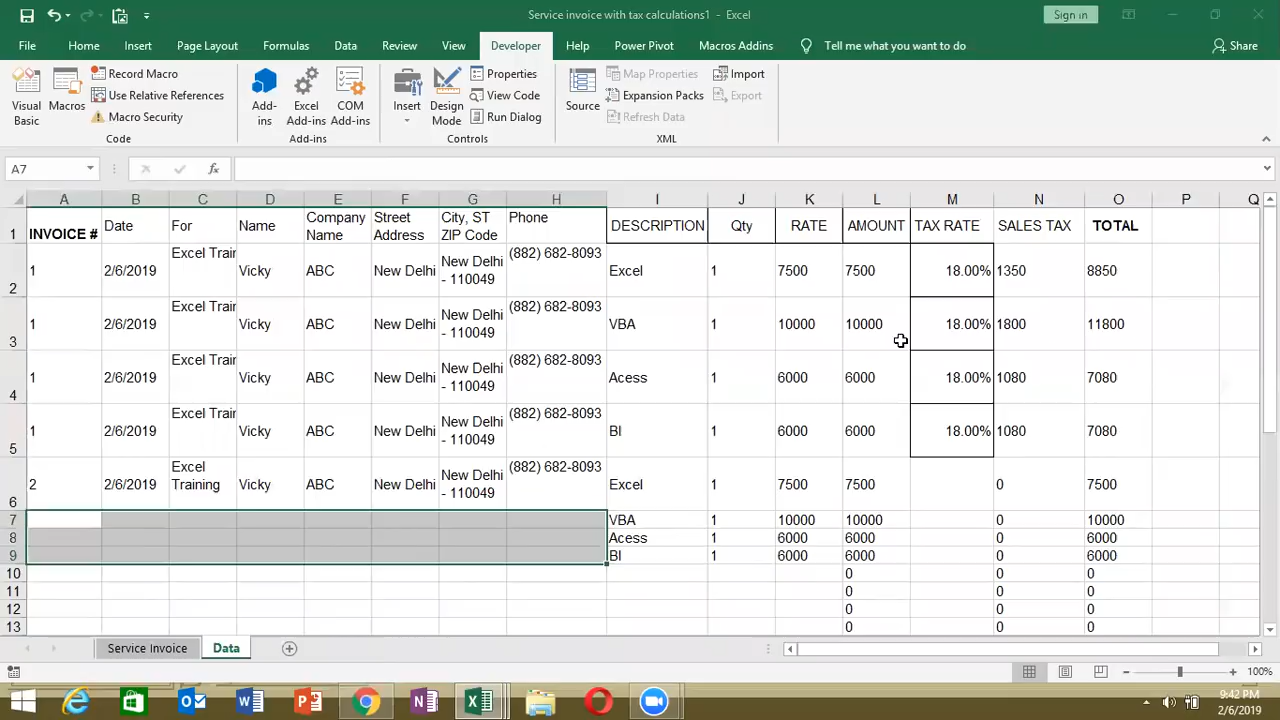 Service invoice with tax calculations1 - Excel
Sign in
File Home Insert Page Layout Formulas Data Review View Developer Help Power Pivot Macros Addins Tell me what you want to do Share
Visual Basic
Macros
Record Macro
Use Relative References
Macro Security
Code
Add-ins
Excel Add-ins
COM Add-ins
Add-ins
Insert
Design Mode
Properties
View Code
Run Dialog
Controls
Source
Map Properties
Expansion Packs
Refresh Data
Import
Export
XML
A7
fx
A B C D E F G H I J K L M N O P Q
1 INVOICE # Date For Name Company Name Street Address City, ST ZIP Code Phone DESCRIPTION Qty RATE AMOUNT TAX RATE SALES TAX TOTAL
2 1 2/6/2019 Excel Trair Vicky ABC New Delhi New Delhi - 110049 (882) 682-8093 Excel 1 7500 7500 18.00% 1350 8850
3 1 2/6/2019 Excel Trair Vicky ABC New Delhi New Delhi - 110049 (882) 682-8093 VBA 1 10000 10000 18.00% 1800 11800
4 1 2/6/2019 Excel Trair Vicky ABC New Delhi New Delhi - 110049 (882) 682-8093 Acess 1 6000 6000 18.00% 1080 7080
5 1 2/6/2019 Excel Trair Vicky ABC New Delhi New Delhi - 110049 (882) 682-8093 BI 1 6000 6000 18.00% 1080 7080
6 2 2/6/2019 Excel Training Vicky ABC New Delhi New Delhi - 110049 (882) 682-8093 Excel 1 7500 7500 0 7500
7 VBA 1 10000 10000 0 10000
8 Acess 1 6000 6000 0 6000
9 BI 1 6000 6000 0 6000
10 0 0 0
11 0 0 0
12 0 0 0
13 0 0 0
Service Invoice Data
100%
9:42 PM
2/6/2019